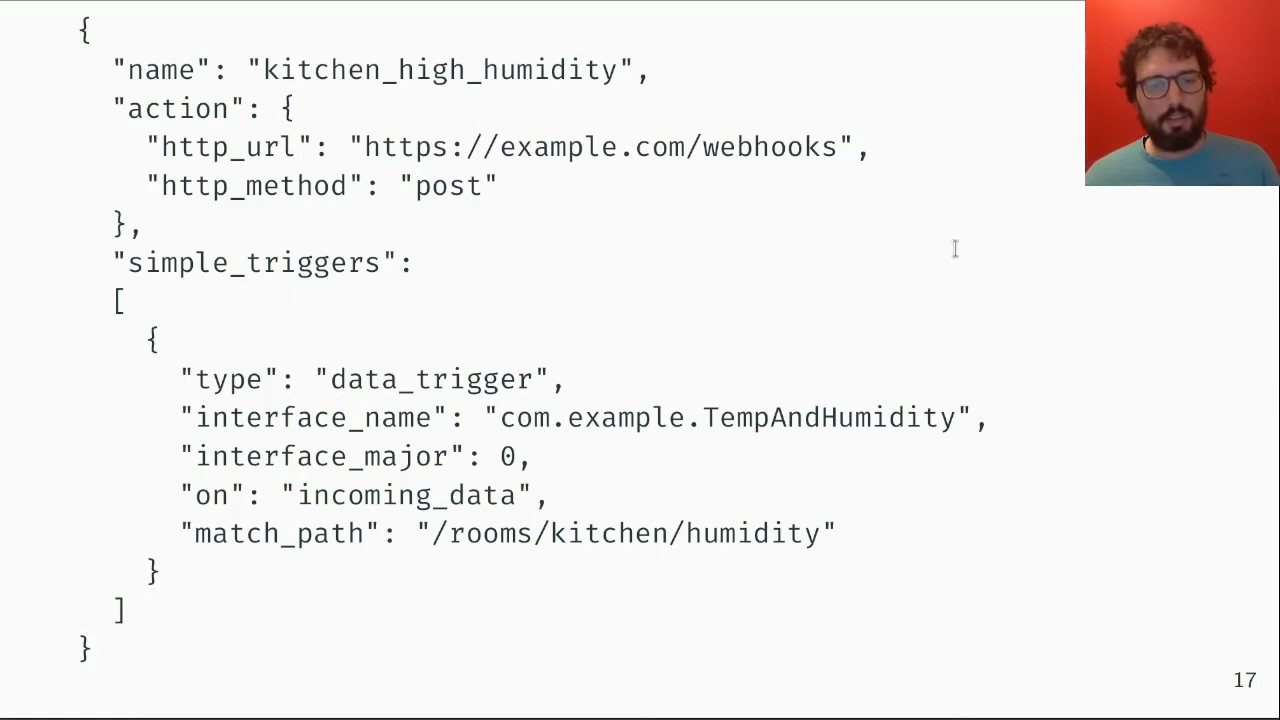 {
"name": "kitchen_high_humidity",
"action": {
"http_url": "https://example.com/webhooks",
"http_method": "post"
},
"simple_triggers":
[
{
"type": "data_trigger",
"interface_name": "com.example.TempAndHumidity",
"interface_major": 0,
"on": "incoming_data",
"match_path": "/rooms/kitchen/humidity"
}
]
}
17